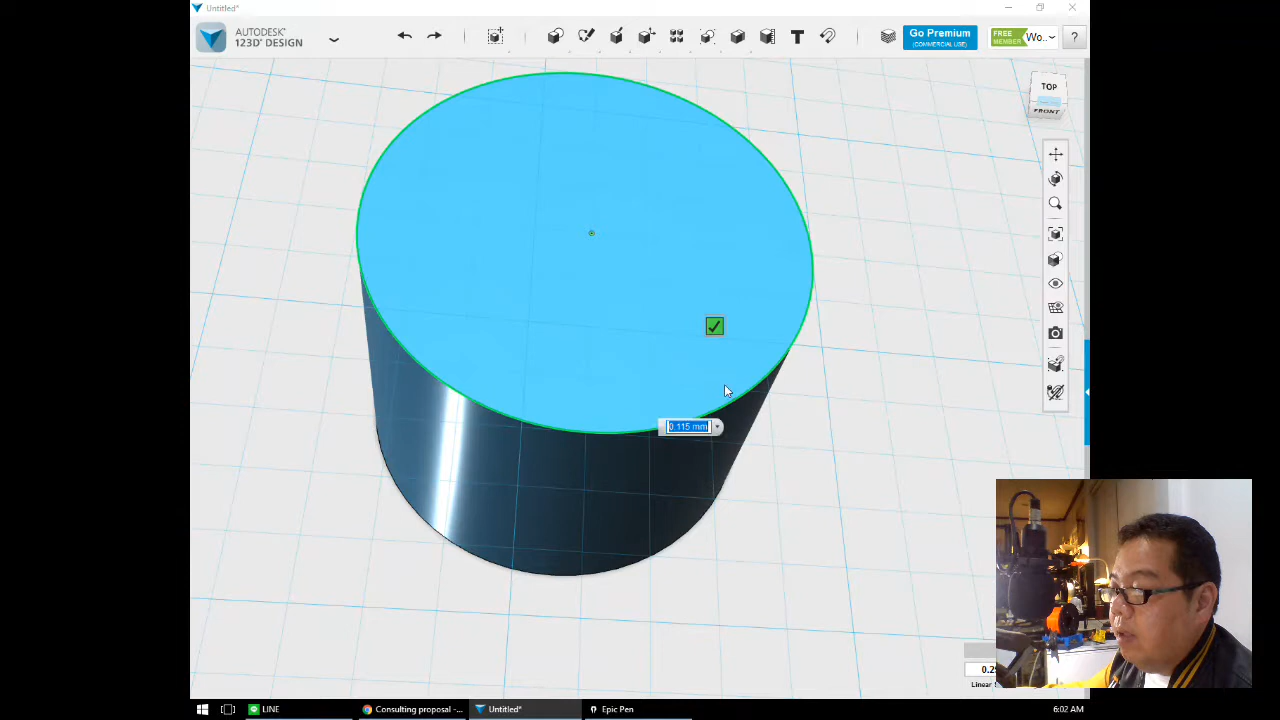 Untitled*
AUTODESK®
123D® DESIGN
Go Premium
(COMMERCIAL USE)
FREE
MEMBER
Wo..
?
TOP
FRONT
0.115 mm
0.25
Linear
LINE
Consulting proposal -...
Untitled*
Epic Pen
6:02 AM